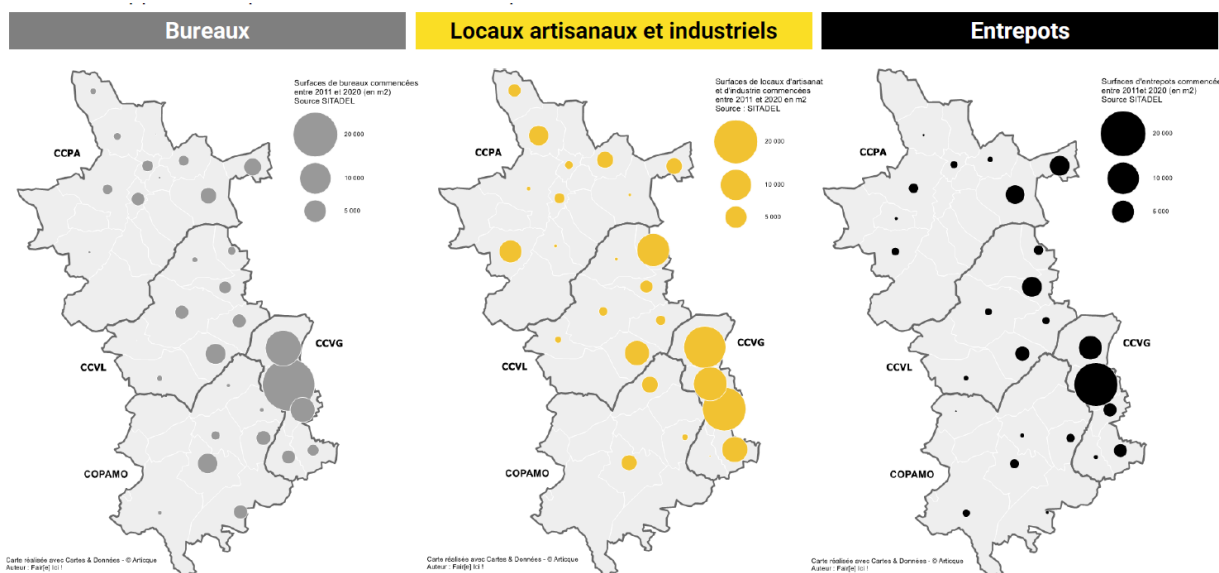 Bureaux
Locaux artisanaux et industriels
Entrepots
Surfaces de bureaux commencées
entre 2011 et 2020 (en m2)
Source SITADEL
20 000
10 000
5 000
CCPA
CCVG
CCVL
COPAMO
Carte réalisée avec Cartes & Données - © Articque
Auteur : Fair[e] Ici !
Surfaces de locaux d'artisanat
et d'industrie commencées
entre 2011 et 2020 en m2
Source : SITADEL
20 000
10 000
5 000
CCPA
CCVG
CCVL
COPAMO
Carte réalisée avec Cartes & Données - © Articque
Auteur : Fair[e] Ici !
Surfaces d'entrepots commencées
entre 2011et 2020 (en m2)
Source SITADEL
20 000
10 000
5 000
CCPA
CCVG
CCVL
COPAMO
Carte réalisée avec Cartes & Données - © Articque
Auteur : Fair[e] Ici !